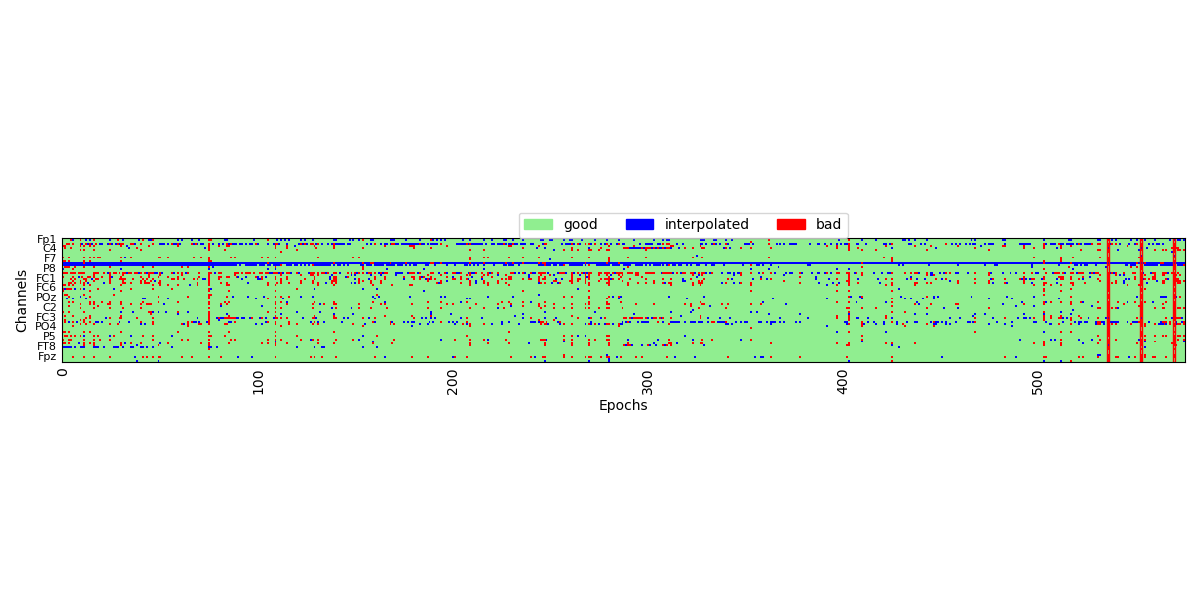 good interpolated bad
Fp1
C4
F7
P8
FC1
FC6
POz
C2
FC3
PO4
P5
FT8
Fpz
Channels
0 100 200 300 400 500
Epochs